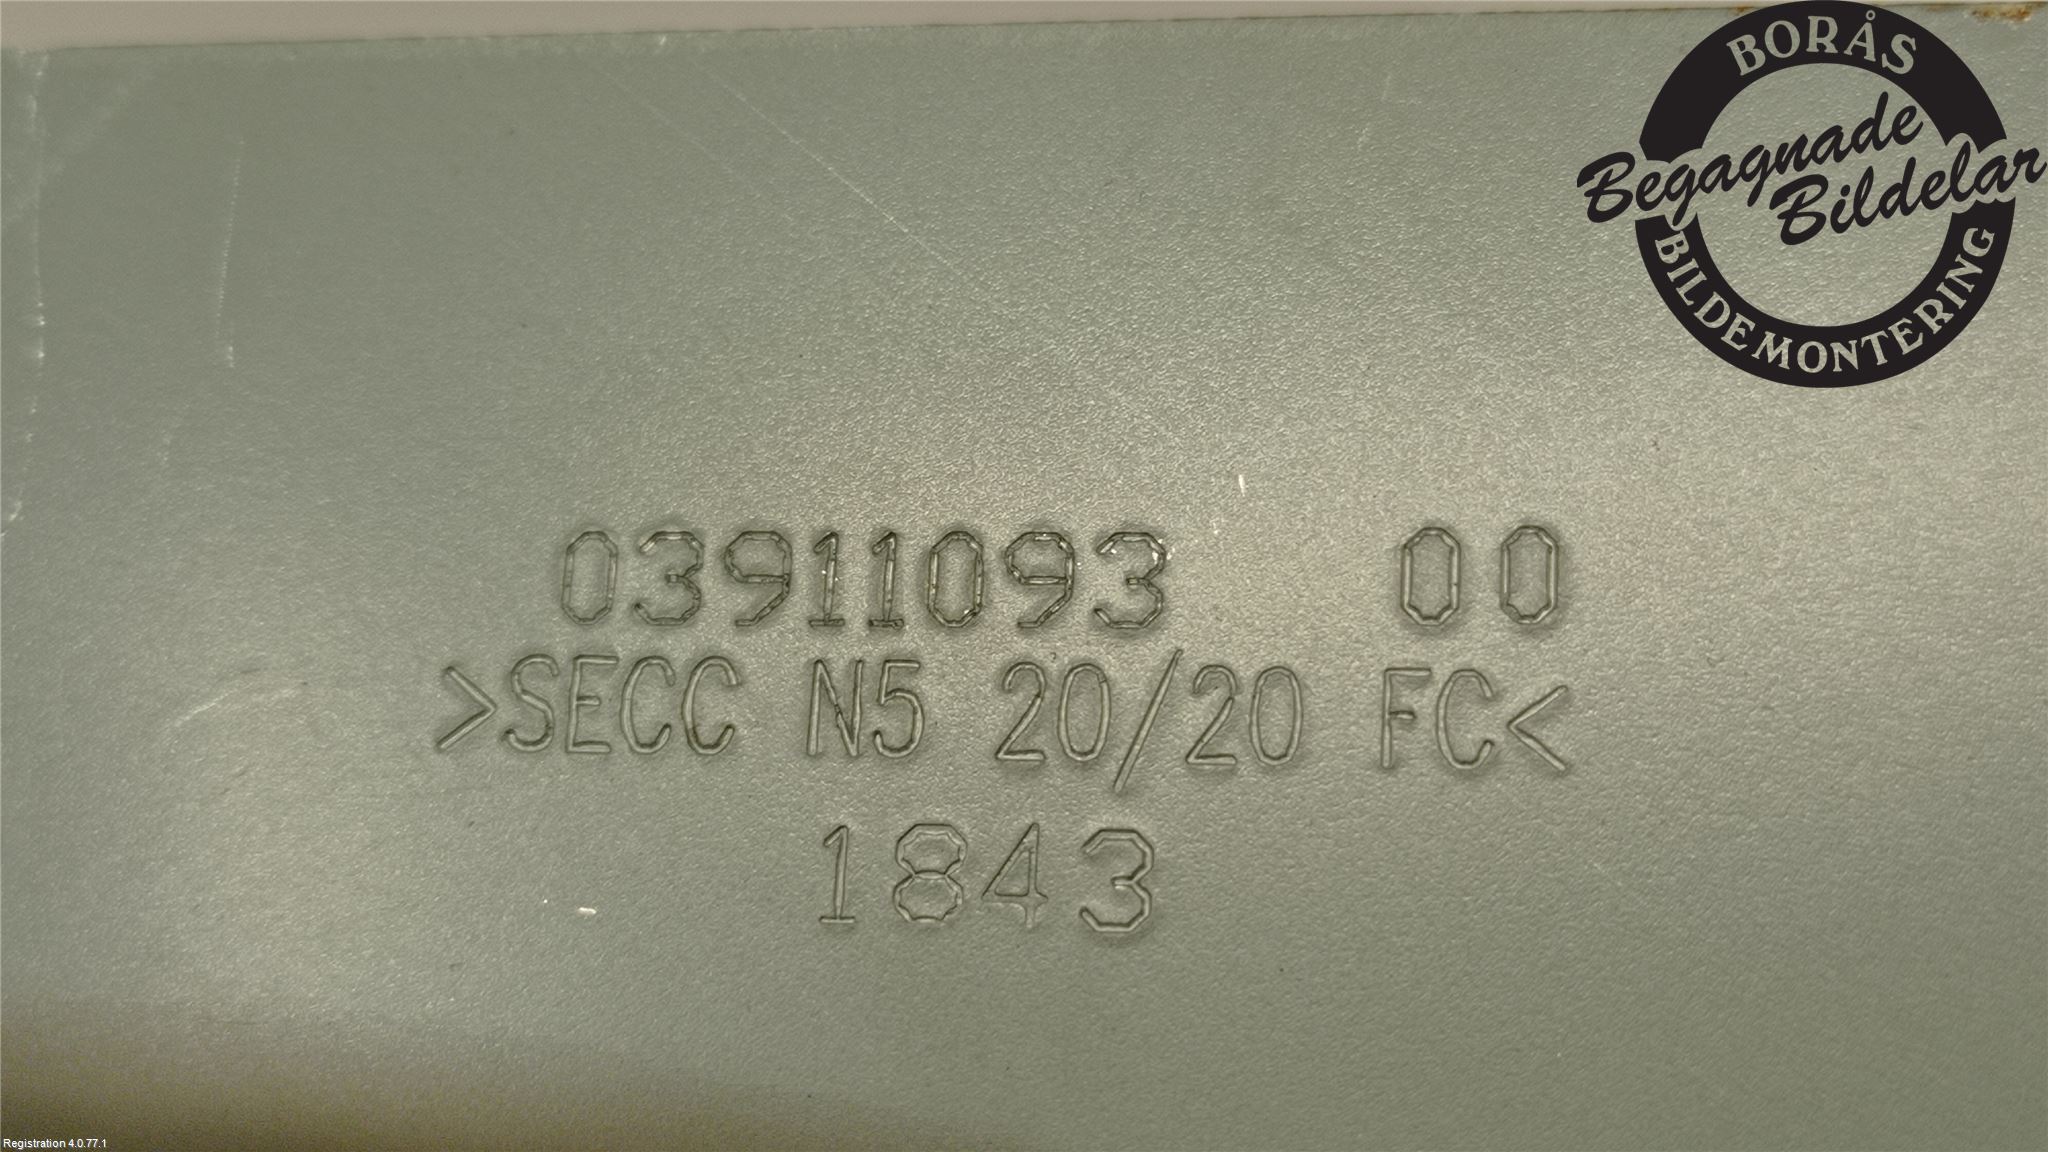 BORÅS
Begagnade
Bildelar
BILDEMONTERING
03911093 00
>SECC N5 20/20 FC<
1843
Registration 4.0.77.1